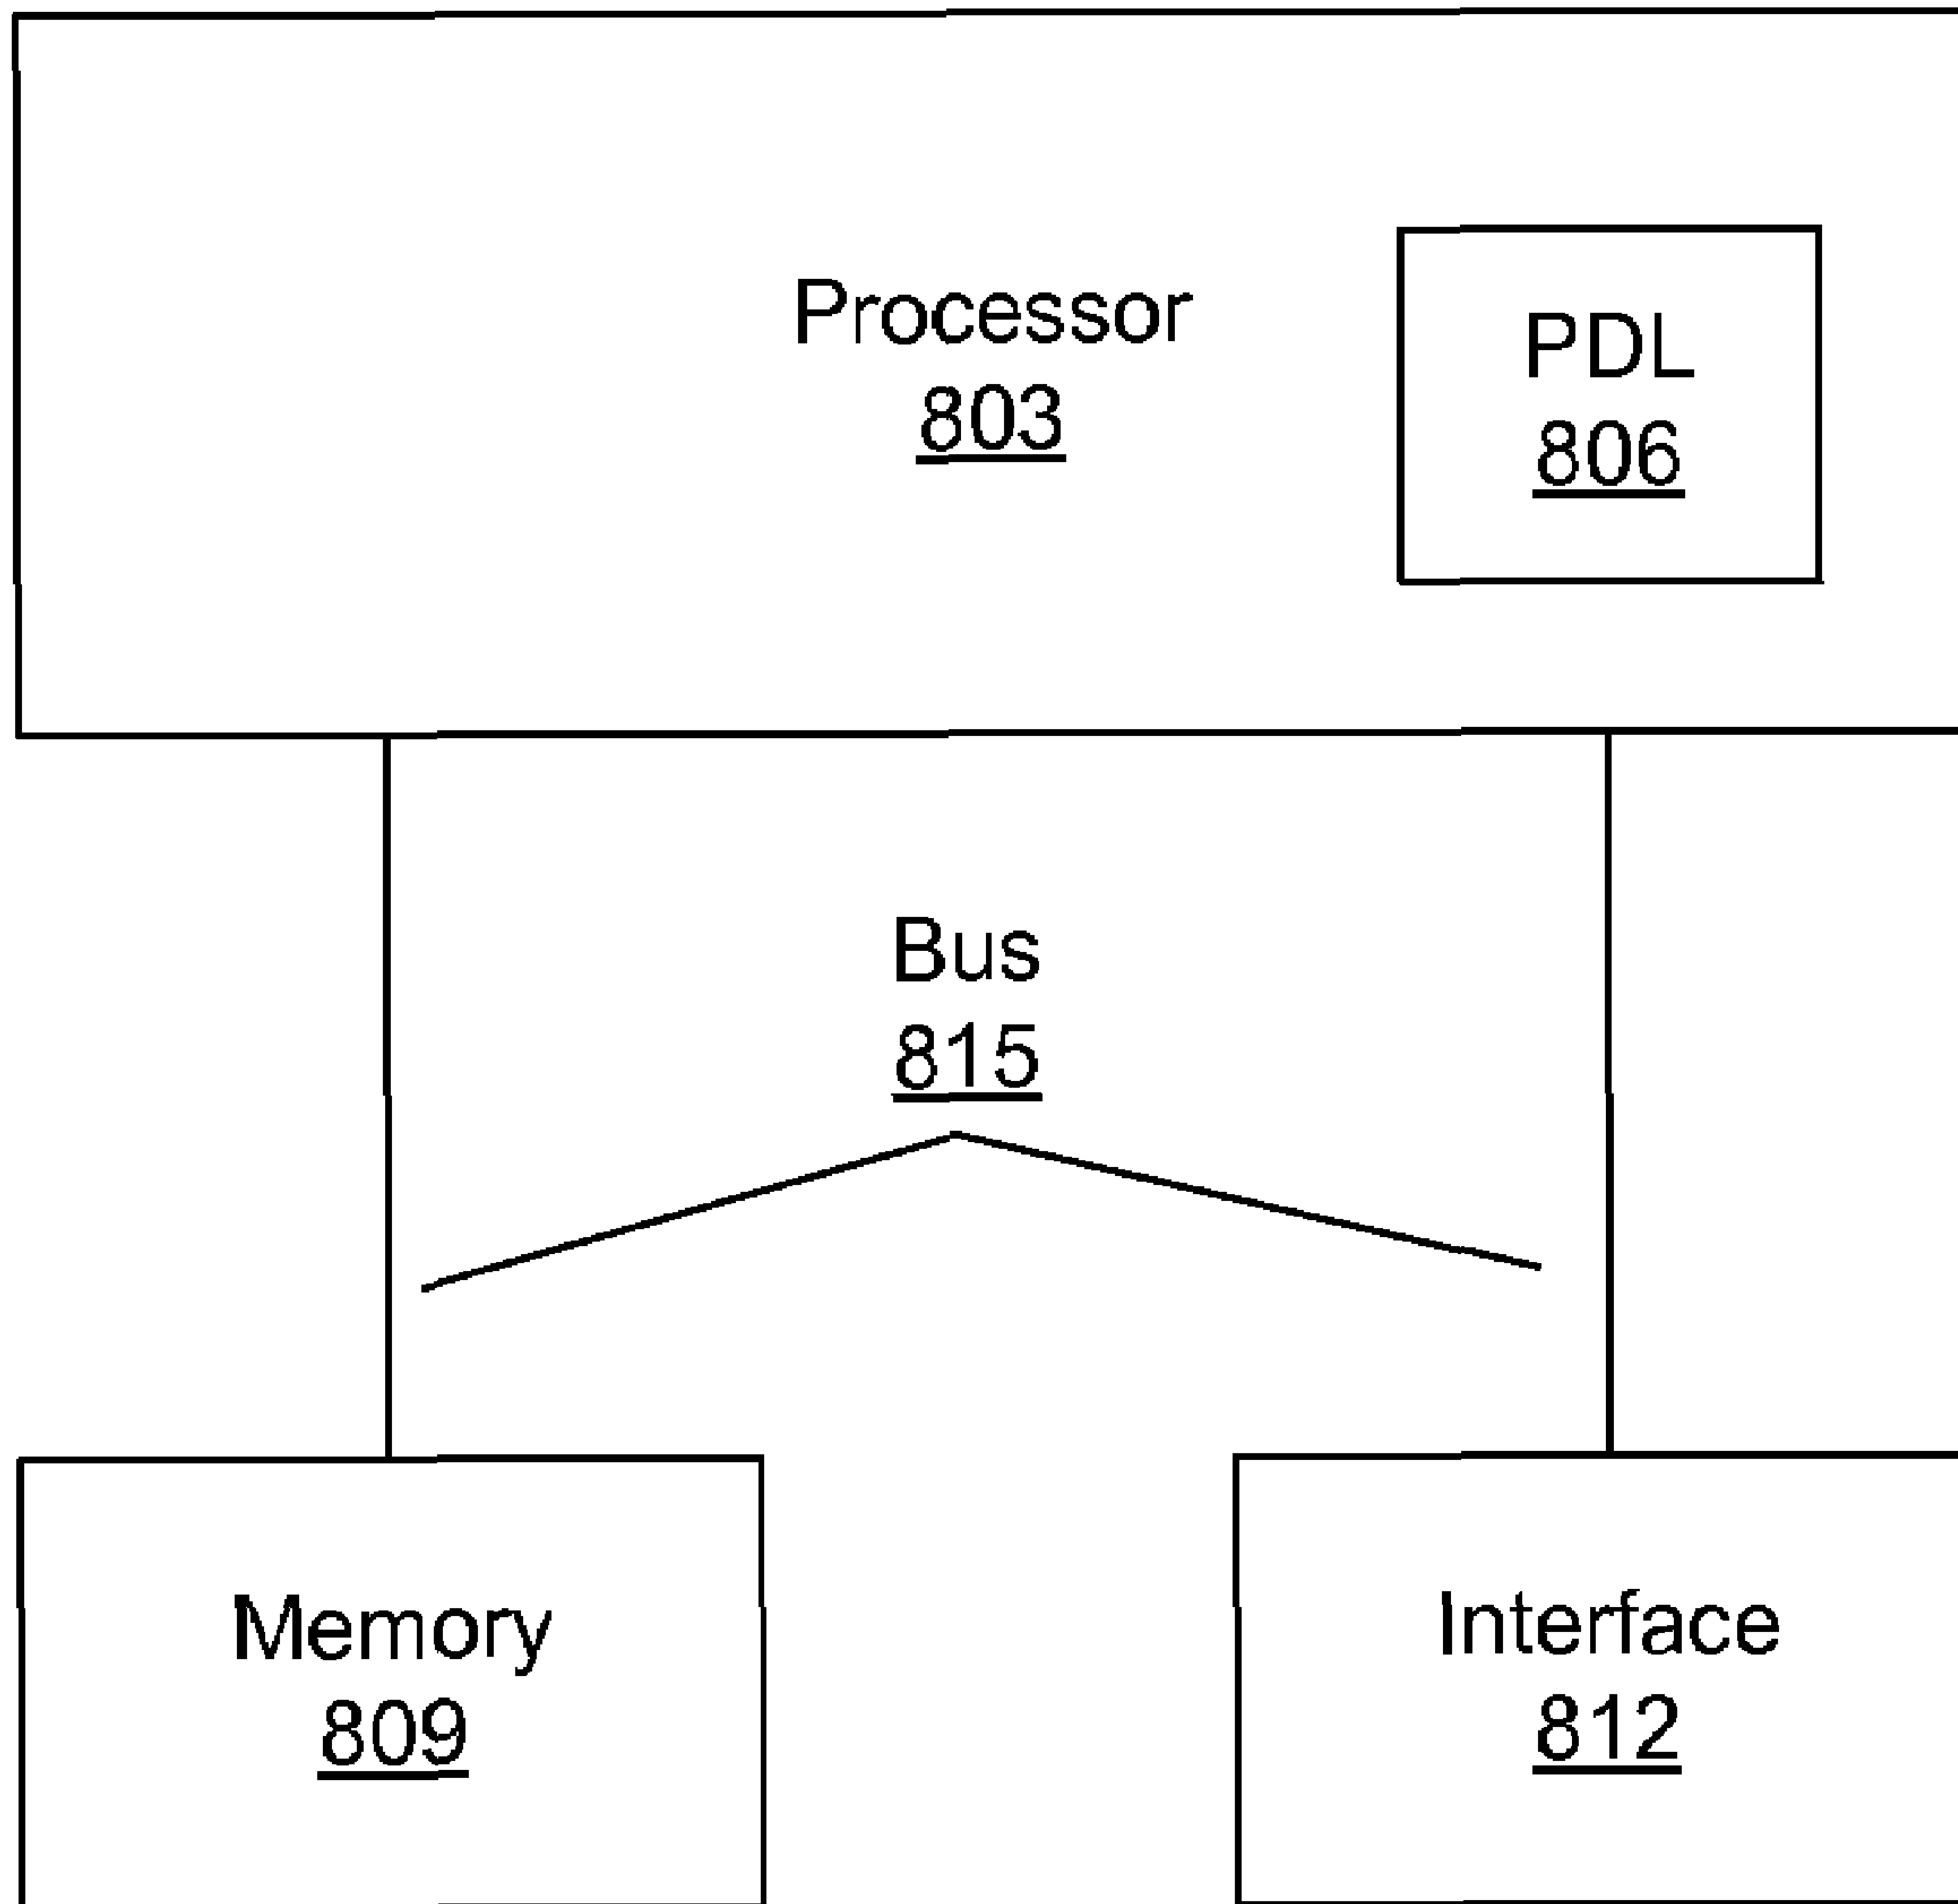 Processor
803
PDL
806
Bus
815
Memory
809
Interface
812